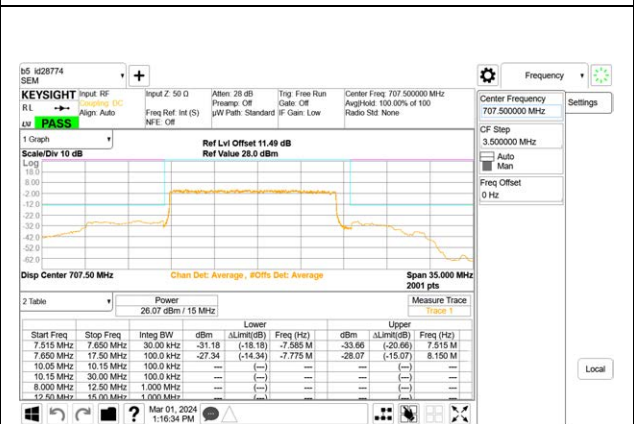 b5 Id28774
SEM
Frequency
KEYSIGHT Input: RF Input Z: 50 Ω Atten: 28 dB Trig: Free Run Center Freq: 707.500000 MHz
RL Coupling: DC Preamp: Off Gate: Off Avg|Hold: 100.00% of 100
Align: Auto Freq Ref: Int (S) µW Path: Standard IF Gain: Low Radio Std: None
PASS NFE: Off
Center Frequency
707.500000 MHz
Settings
CF Step
3.500000 MHz
Auto
Man
Freq Offset
0 Hz
1 Graph
Ref Lvl Offset 11.49 dB
Scale/Div 10 dB Ref Value 28.0 dBm
Log
18.0
8.00
-2.00
-12.0
-22.0
-32.0
-42.0
-52.0
-62.0
Disp Center 707.50 MHz Chan Det: Average, #Offs Det: Average Span 35.000 MHz
2001 pts
2 Table
Power
26.07 dBm / 15 MHz
Measure Trace
Trace 1
Lower Upper
Start Freq Stop Freq Integ BW dBm ΔLimit(dB) Freq (Hz) dBm ΔLimit(dB) Freq (Hz)
7.515 MHz 7.650 MHz 30.00 kHz -31.18 (-18.18) -7.585 M -33.66 (-20.66) 7.515 M
7.650 MHz 17.50 MHz 100.0 kHz -27.34 (-14.34) -7.775 M -28.07 (-15.07) 8.150 M
10.05 MHz 10.15 MHz 100.0 kHz --- (---) --- --- (---) ---
10.15 MHz 30.00 MHz 100.0 kHz --- (---) --- --- (---) ---
8.000 MHz 12.50 MHz 1.000 MHz --- (---) --- --- (---) ---
12.50 MHz 15.00 MHz 1.000 MHz --- (---) --- --- (---) ---
Local
Mar 01, 2024
1:16:34 PM